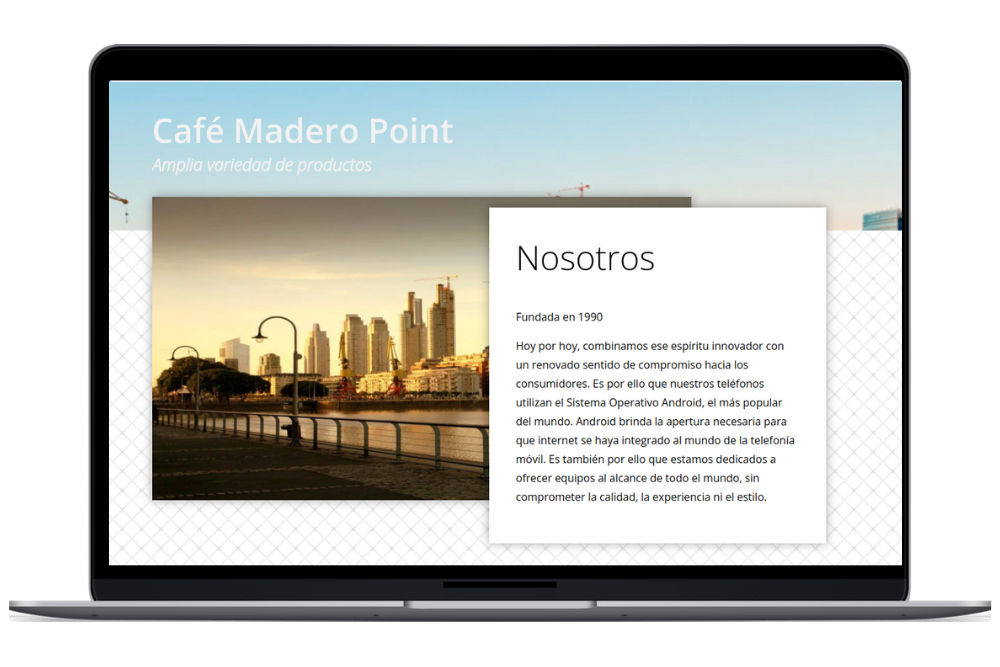 Café Madero Point
Amplia variedad de productos
Nosotros
Fundada en 1990
Hoy por hoy, combinamos ese espíritu innovador con
un renovado sentido de compromiso hacia los
consumidores. Es por ello que nuestros teléfonos
utilizan el Sistema Operativo Android, el más popular
del mundo. Android brinda la apertura necesaria para
que internet se haya integrado al mundo de la telefonía
móvil. Es también por ello que estamos dedicados a
ofrecer equipos al alcance de todo el mundo, sin
comprometer la calidad, la experiencia ni el estilo.